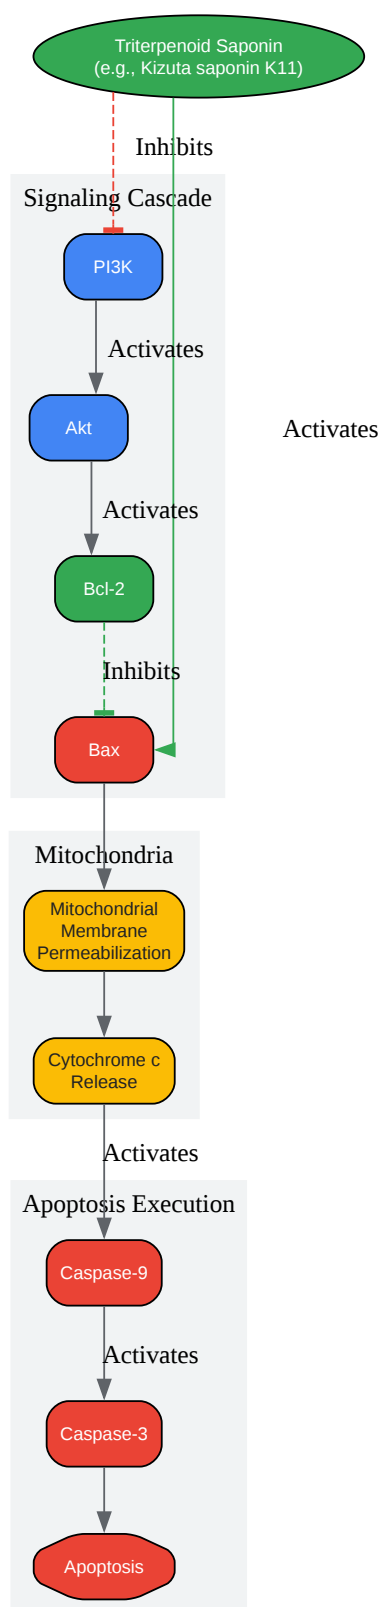 Triterpenoid Saponin
(e.g., Kizuta saponin K11)
Inhibits
Signaling Cascade
PI3K
Activates
Akt
Activates
Activates
Bcl-2
Inhibits
Bax
Mitochondria
Mitochondrial
Membrane
Permeabilization
Cytochrome c
Release
Activates
Apoptosis Execution
Caspase-9
Activates
Caspase-3
Apoptosis